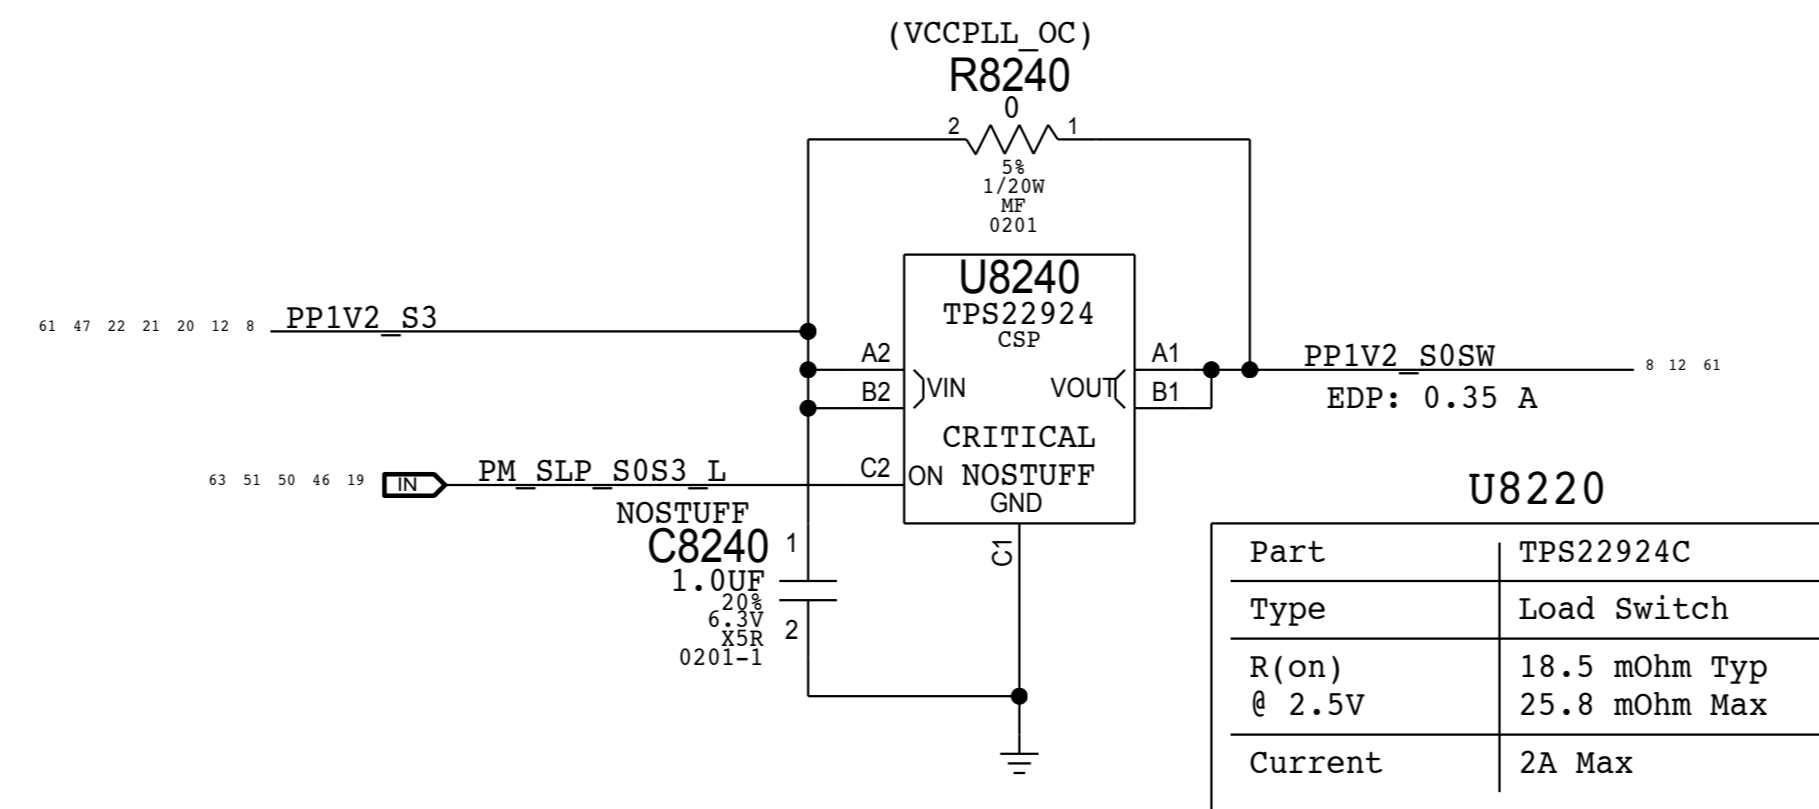 (VCCPLL_OC)
R8240
0
2 1
5%
1/20W
MF
0201
U8240
TPS22924
CSP
61 47 22 21 20 12 8 PP1V2_S3
A2 A1
VIN VOUT
B2 B1
PP1V2_S0SW 8 12 61
EDP: 0.35 A
CRITICAL
NOSTUFF
63 51 50 46 19 IN PM_SLP_S0S3_L C2 ON
GND
C1
NOSTUFF
C8240 1
1.0UF
20%
6.3V
X5R 2
0201-1
U8220
Part TPS22924C
Type Load Switch
R(on) 18.5 mOhm Typ
@ 2.5V 25.8 mOhm Max
Current 2A Max